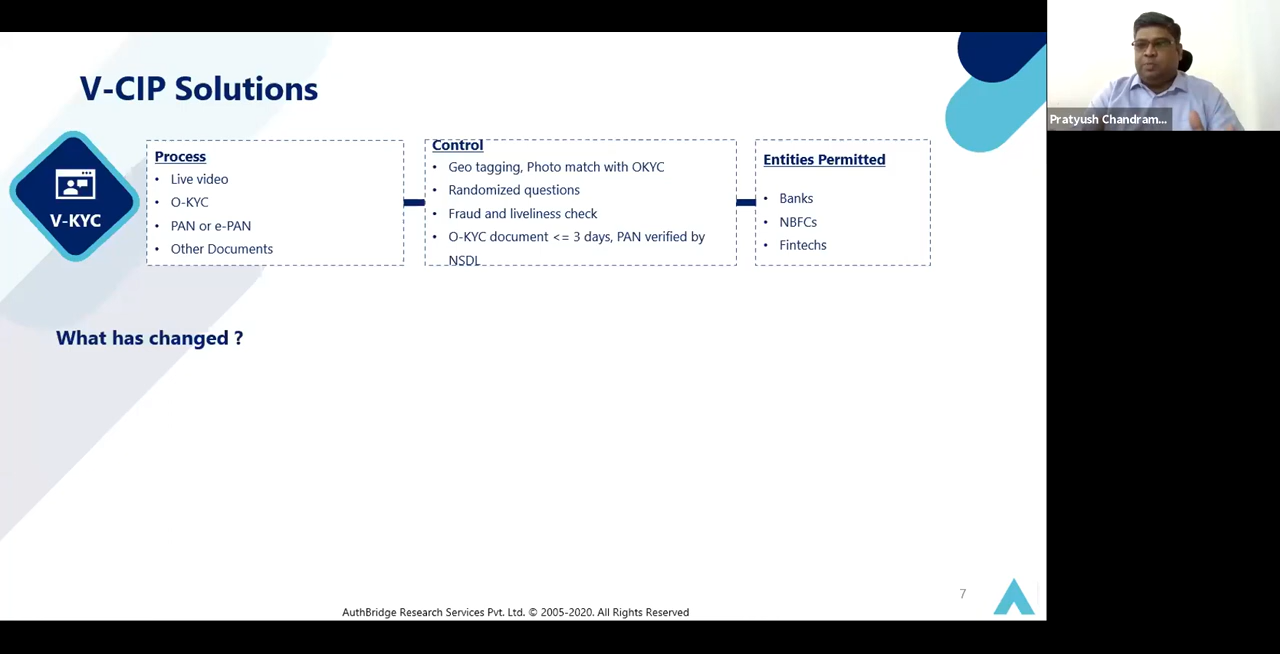 V-CIP Solutions
V-KYC
Process
• Live video
• O-KYC
• PAN or e-PAN
• Other Documents
Control
• Geo tagging, Photo match with OKYC
• Randomized questions
• Fraud and liveliness check
• O-KYC document <= 3 days, PAN verified by
NSDL
Entities Permitted
• Banks
• NBFCs
• Fintechs
What has changed ?
7
AuthBridge Research Services Pvt. Ltd. © 2005-2020. All Rights Reserved
Pratyush Chandram...